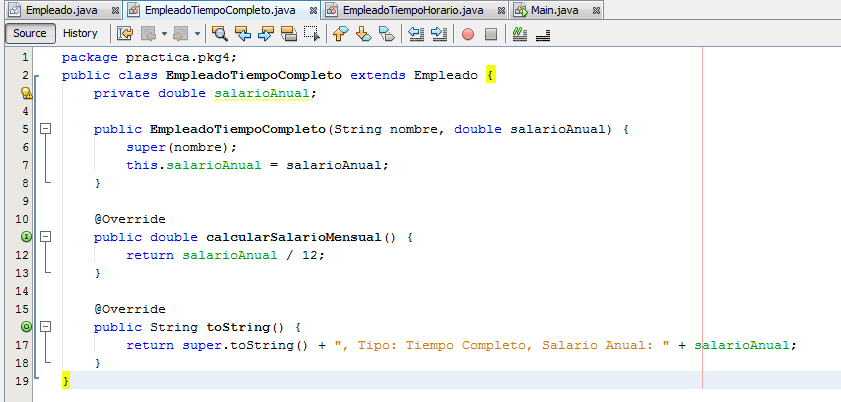 Empleado.java EmpleadoTiempoCompleto.java EmpleadoTiempoHorario.java Main.java
Source History
1 package practica.pkg4;
2 public class EmpleadoTiempoCompleto extends Empleado {
private double salarioAnual;
4
5 public EmpleadoTiempoCompleto(String nombre, double salarioAnual) {
6 super(nombre);
7 this.salarioAnual = salarioAnual;
8 }
9
10 @Override
public double calcularSalarioMensual() {
12 return salarioAnual / 12;
13 }
14
15 @Override
public String toString() {
17 return super.toString() + ", Tipo: Tiempo Completo, Salario Anual: " + salarioAnual;
18 }
19 }